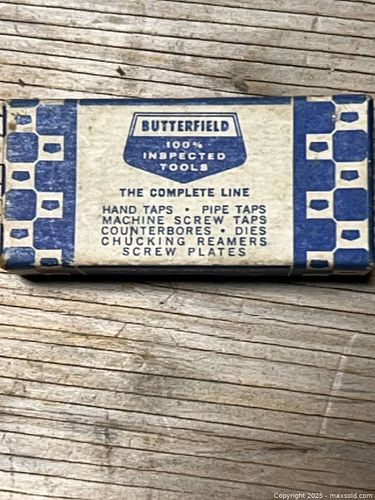 BUTTERFIELD
100%
INSPECTED
TOOLS
THE COMPLETE LINE
HAND TAPS • PIPE TAPS
MACHINE SCREW TAPS
COUNTERBORES • DIES
CHUCKING REAMERS
SCREW PLATES
Copyright 2025 - maxsold.com